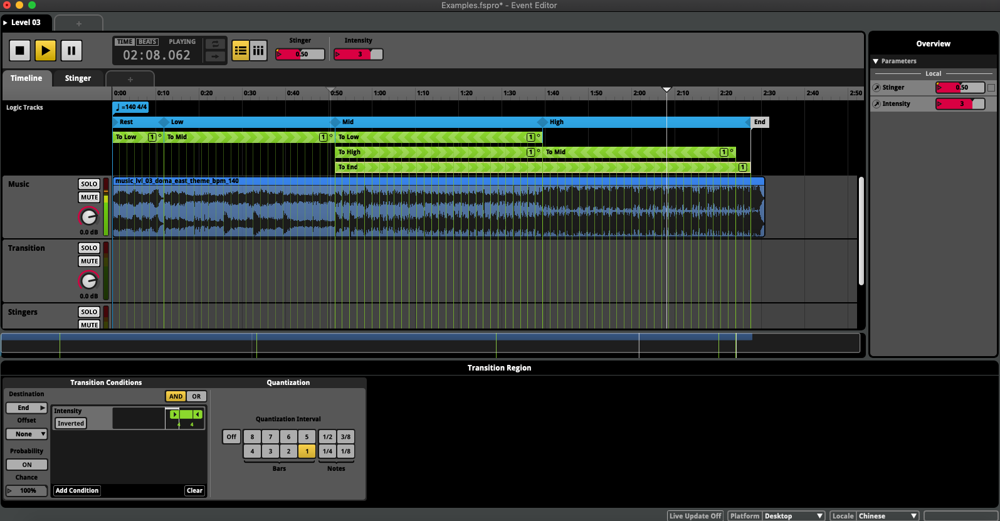 Examples.fspro* - Event Editor
Level 03
+
TIME BEATS PLAYING
02:08.062
Stinger
0.50
Intensity
3
Overview
Parameters
Local
Stinger 0.50
Intensity 3
Timeline Stinger +
0:00 0:10 0:20 0:30 0:40 0:50 1:00 1:10 1:20 1:30 1:40 1:50 2:00 2:10 2:20 2:30 2:40 2:50
Logic Tracks
=140 4/4
Rest Low Mid High End
To Low 1 To Mid 1 To Low 1
To High 1 To Mid 1
To End 1
Music SOLO
MUTE
0.0 dB
music_lvl_03_doma_east_theme_bpm_140
Transition SOLO
MUTE
0.0 dB
Stingers SOLO
MUTE
Transition Region
Transition Conditions
Quantization
Destination
End
Offset
None
Probability
ON
Chance
100%
AND OR
Intensity
Inverted
4 4
Add Condition Clear
Quantization Interval
Off 8 7 6 5 1/2 3/8
4 3 2 1 1/4 1/8
Bars Notes
Live Update Off Platform Desktop Locale Chinese